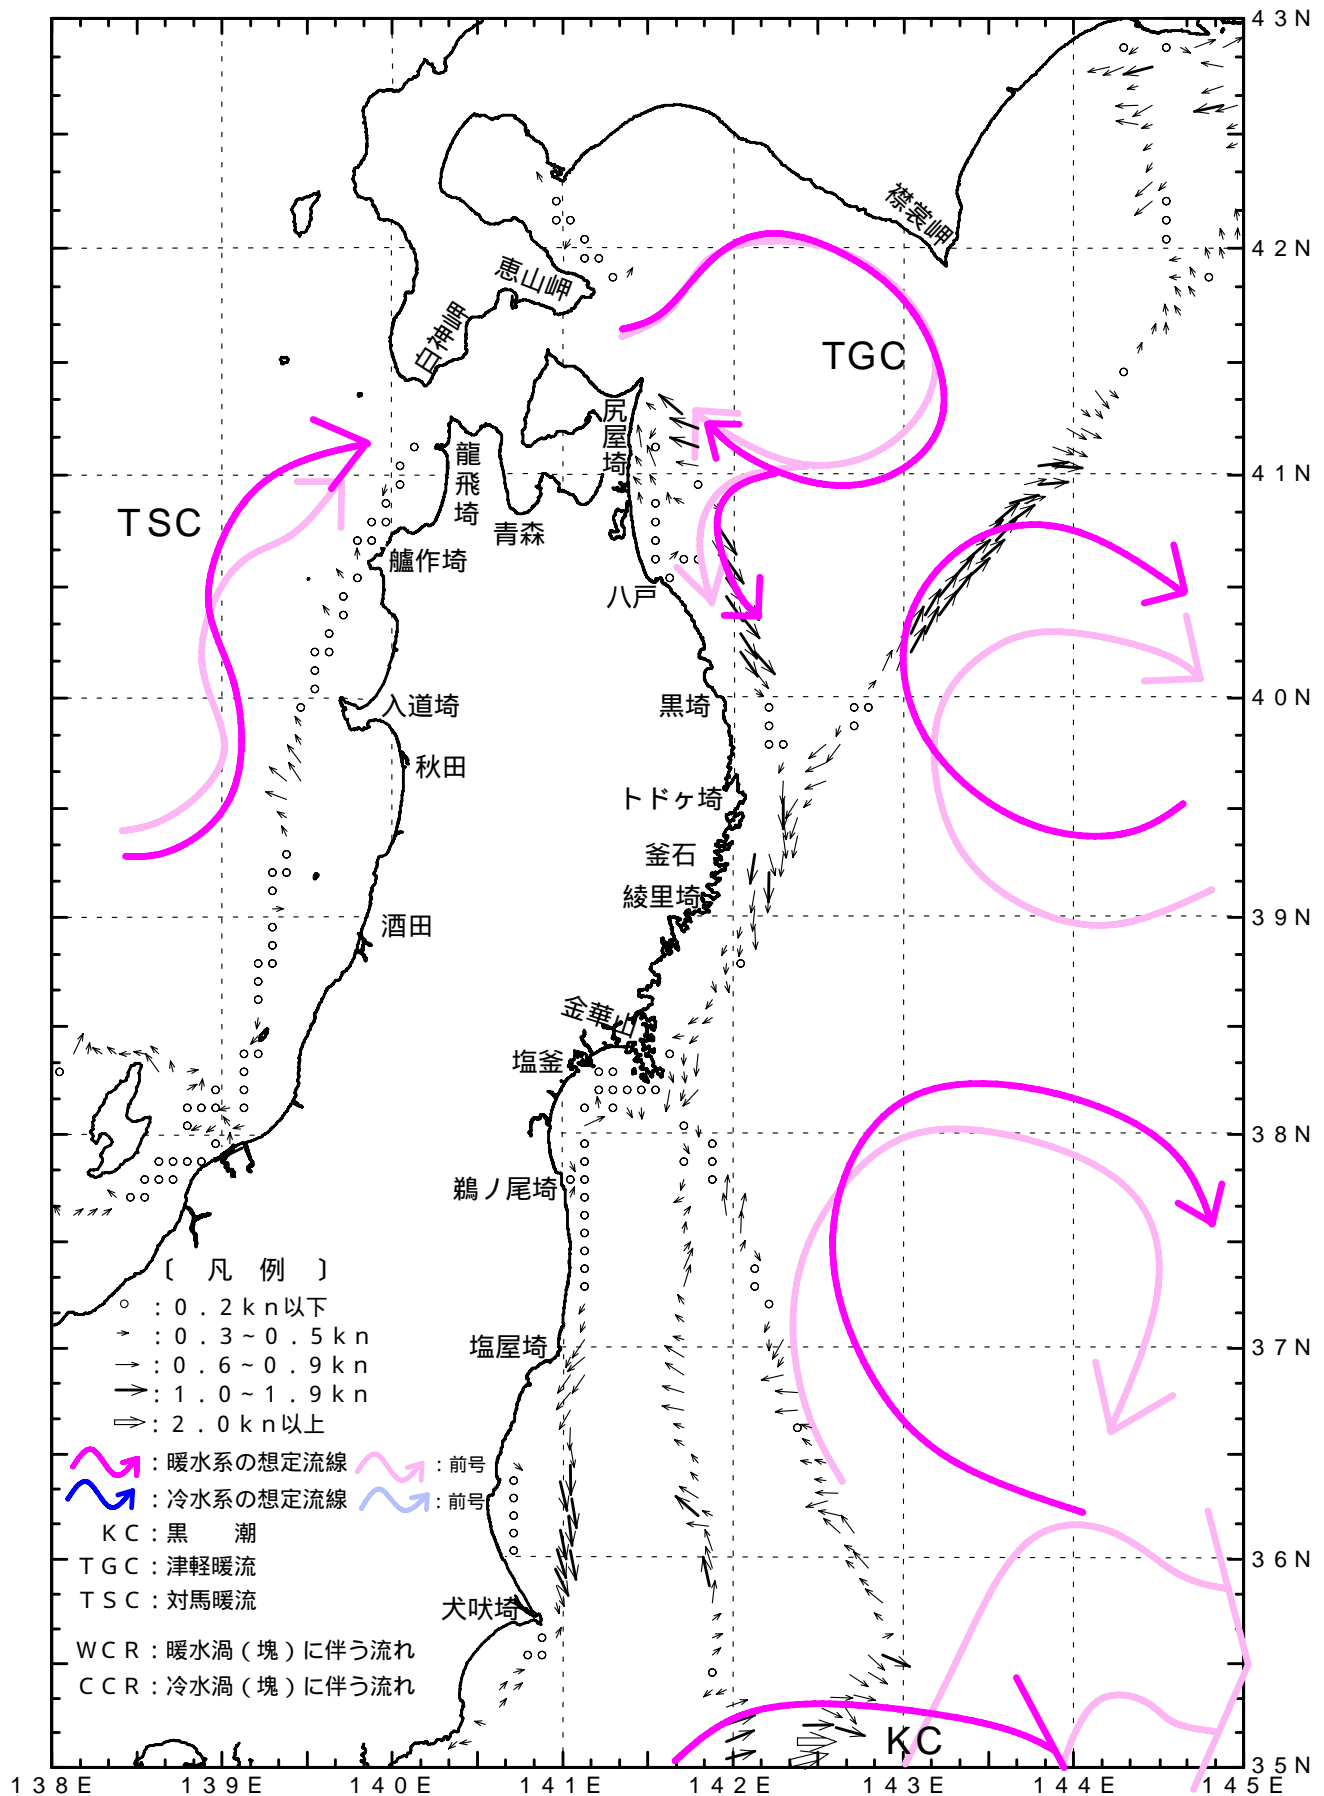 43N
襟裳岬
42N
恵山岬
白神岬
TGC
尻屋埼
龍飛埼
41N
TSC
青森
艫作埼
八戸
入道埼
黒埼
40N
秋田
トドヶ埼
釜石
綾里埼
39N
酒田
金華山
塩釜
38N
鵜ノ尾埼
〔 凡 例 〕
：0．2kn以下
：0．3~0．5kn
：0．6~0．9kn
：1．0~1．9kn
：2．0kn以上
塩屋埼
37N
：暖水系の想定流線
：前号
：冷水系の想定流線
：前号
KC：黒 潮
TGC：津軽暖流
TSC：対馬暖流
WCR：暖水渦（塊）に伴う流れ
CCR：冷水渦（塊）に伴う流れ
36N
犬吠埼
KC
35N
138E 139E 140E 141E 142E 143E 144E 145E